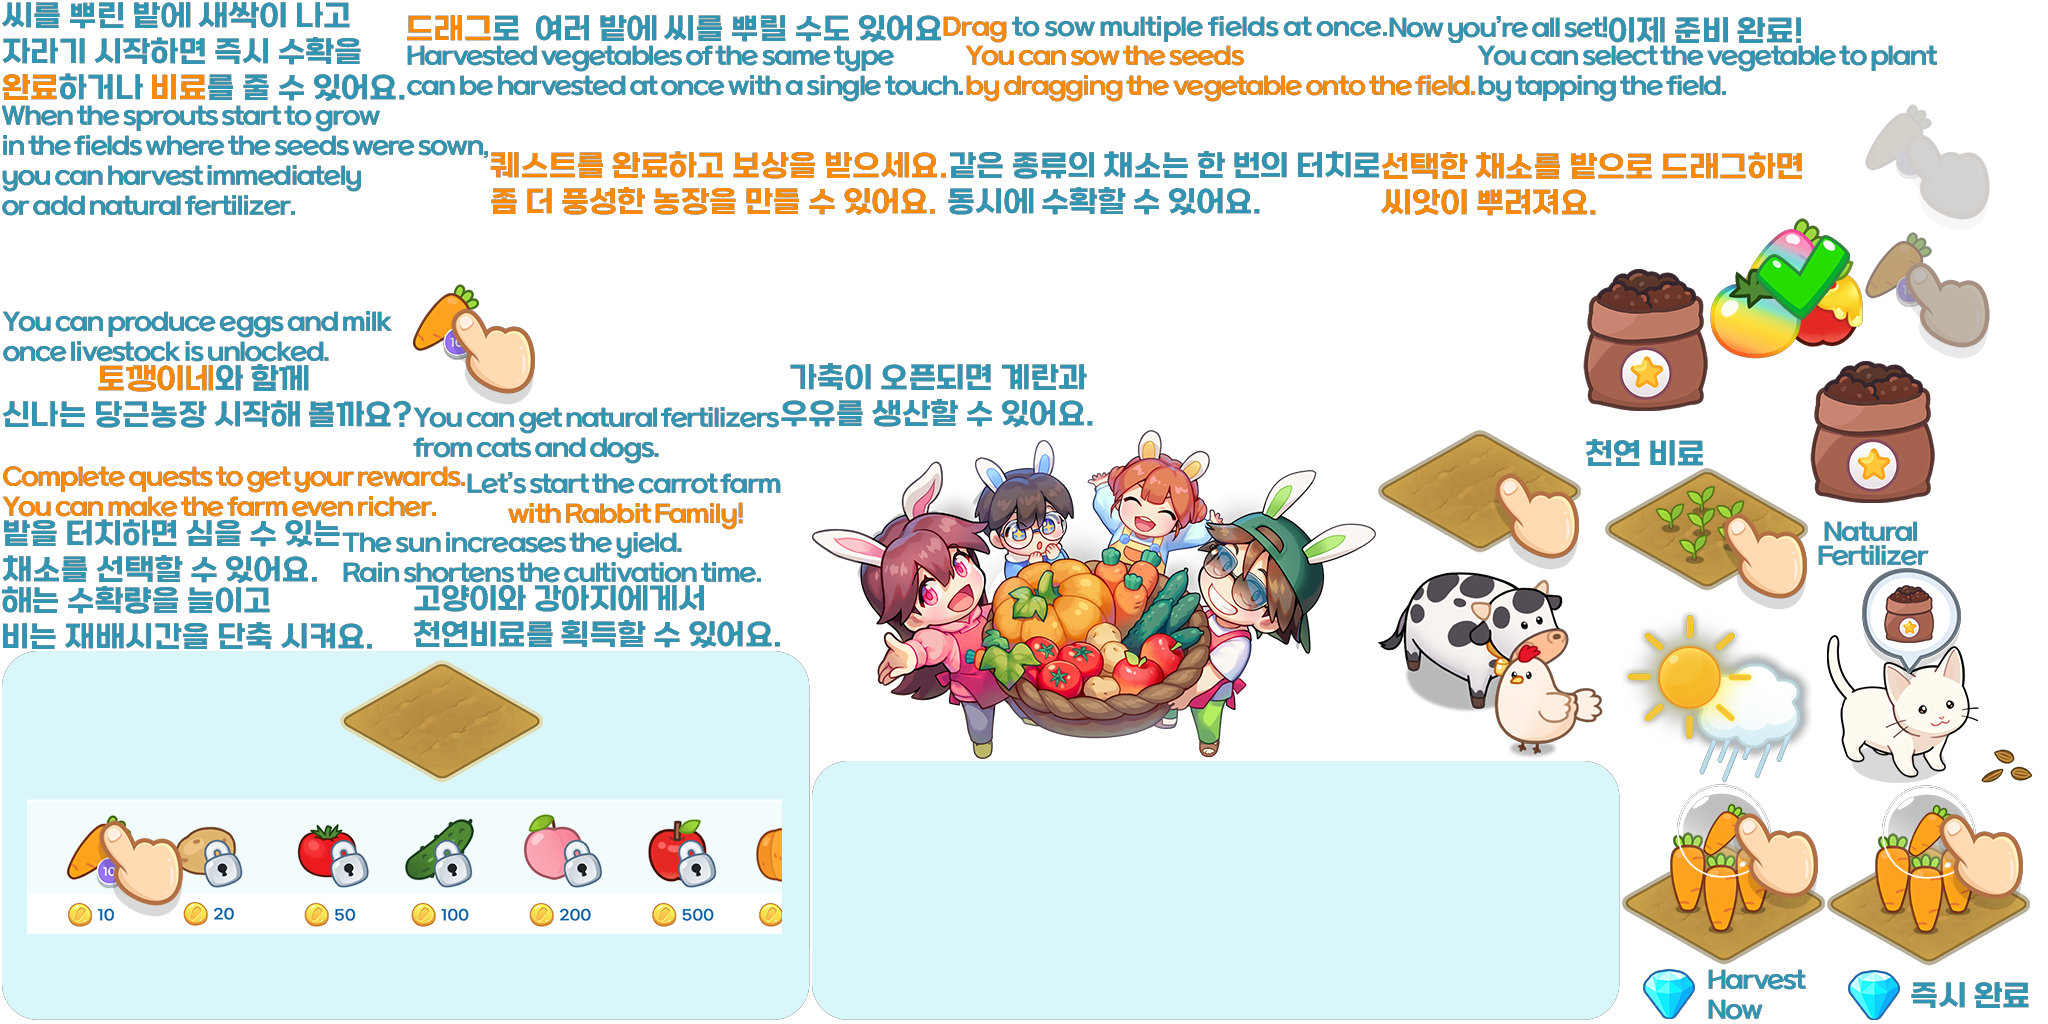 씨를 뿌린 밭에 새싹이 나고
자라기 시작하면 즉시 수확을
완료하거나 비료를 줄 수 있어요.
When the sprouts start to grow
in the fields where the seeds were sown,
you can harvest immediately
or add natural fertilizer.
드래그로 여러 밭에 씨를 뿌릴 수도 있어요
Drag to sow multiple fields at once.
Now you're all set!
이제 준비 완료!
Harvested vegetables of the same type
can be harvested at once with a single touch.
You can sow the seeds
by dragging the vegetable onto the field.
You can select the vegetable to plant
by tapping the field.
퀘스트를 완료하고 보상을 받으세요.
좀 더 풍성한 농장을 만들 수 있어요.
같은 종류의 채소는 한 번의 터치로
동시에 수확할 수 있어요.
선택한 채소를 밭으로 드래그하면
씨앗이 뿌려져요.
You can produce eggs and milk
once livestock is unlocked.
10
토깽이네와 함께
신나는 당근농장 시작해 볼까요?
You can get natural fertilizers
from cats and dogs.
가축이 오픈되면 계란과
우유를 생산할 수 있어요.
Complete quests to get your rewards.
You can make the farm even richer.
Let's start the carrot farm
with Rabbit Family!
밭을 터치하면 심을 수 있는
채소를 선택할 수 있어요.
The sun increases the yield.
Rain shortens the cultivation time.
해는 수확량을 늘이고
비는 재배시간을 단축 시켜요.
고양이와 강아지에게서
천연비료를 획득할 수 있어요.
천연 비료
Natural
Fertilizer
10
10
20
50
100
200
500
Harvest
Now
즉시 완료